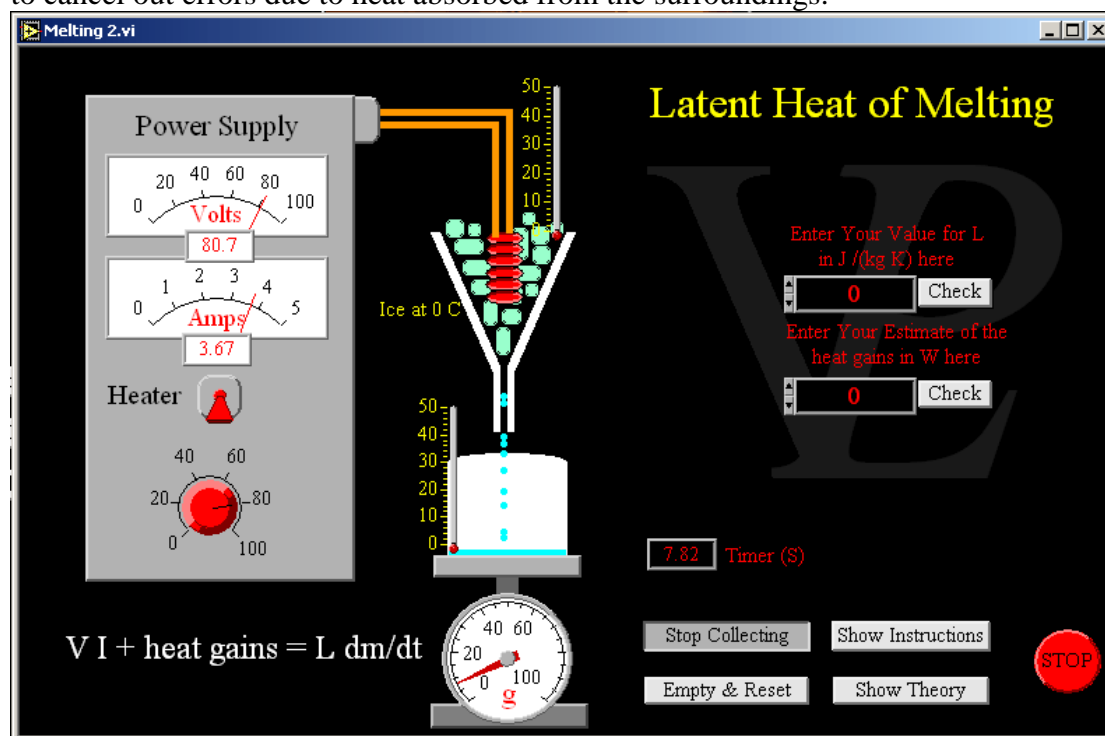 to cancel out errors due to heat absorbed from the surroundings.
Melting 2.vi
Latent Heat of Melting
Power Supply
0 20 40 60 80 100
Volts
80.7
0 1 2 3 4 5
Amps
3.67
Heater
0 20 40 60 80 100
50
40
30
20
10
0
Ice at 0 C
50
40
30
20
10
0
Enter Your Value for L
in J /(kg K) here
0 Check
Enter Your Estimate of the
heat gains in W here
0 Check
7.82 Timer (S)
V I + heat gains = L dm/dt
0 20 40 60 100
g
Stop Collecting Show Instructions
Empty & Reset Show Theory
STOP
VPL